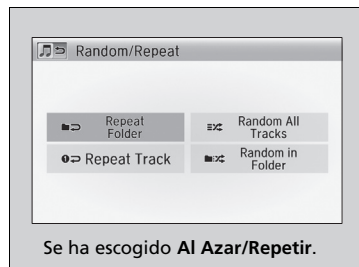 Random/Repeat
Repeat
Folder
Random All
Tracks
Repeat Track
Random in
Folder
Se ha escogido Al Azar/Repetir.